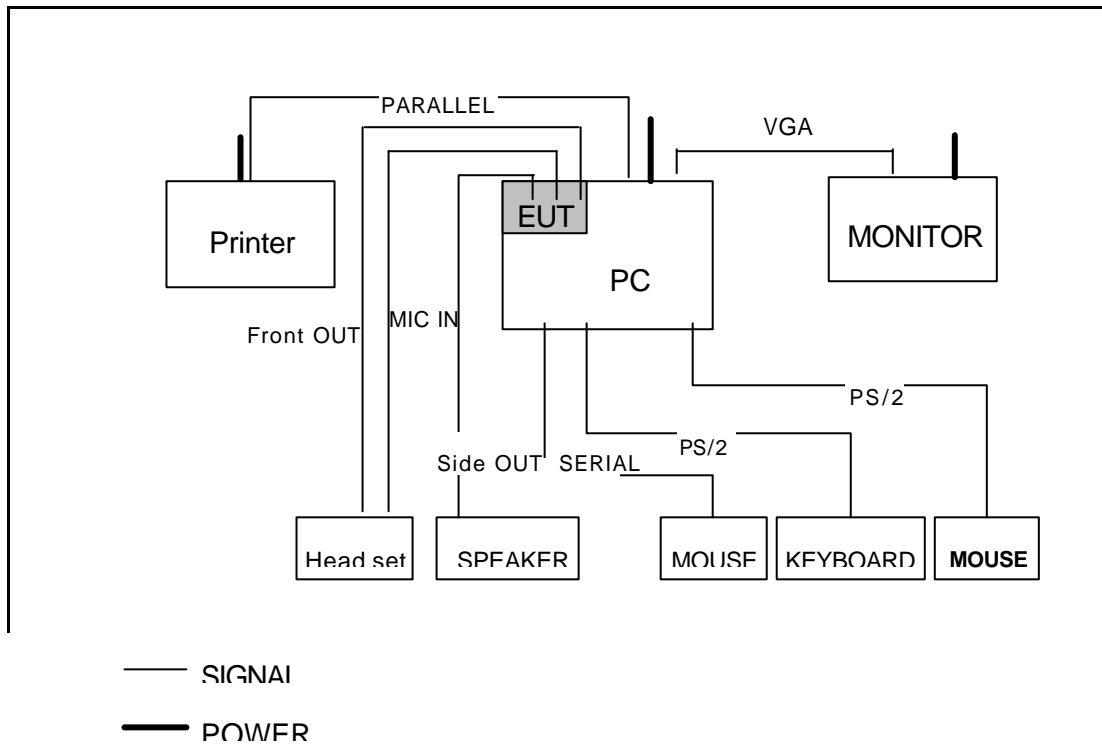 PARALLEL
VGA
EUT
Printer
MONITOR
PC
Front OUT
MIC IN
PS/2
PS/2
Side OUT
SERIAL
Head set
SPEAKER
MOUSE
KEYBOARD
MOUSE
SIGNAL
POWER